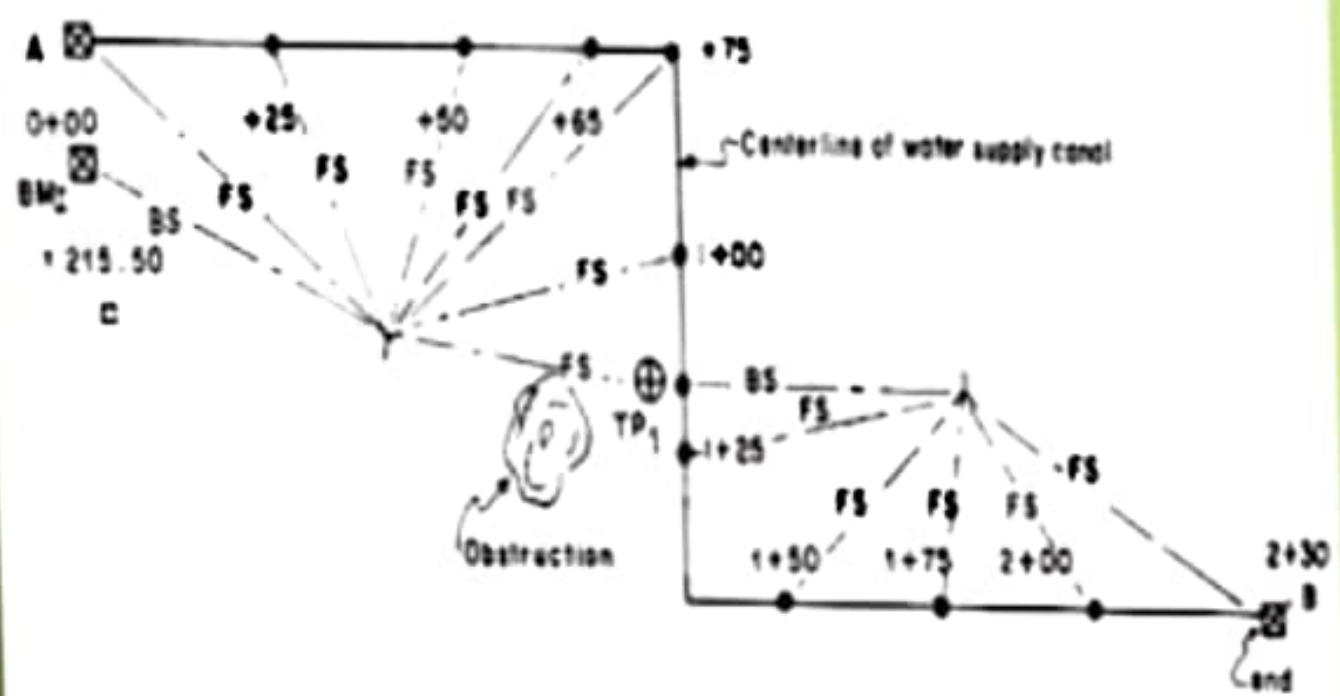 A
+75
0+00
+25
+50
+65
Centerline of water supply canal
FS
FS
FS
FS
FS
BM
BS
215.50
FS
1+00
FS
BS
FS
TP1
1+25
FS
FS
FS
FS
Obstruction
1+50
1+75
2+00
2+30
B
end